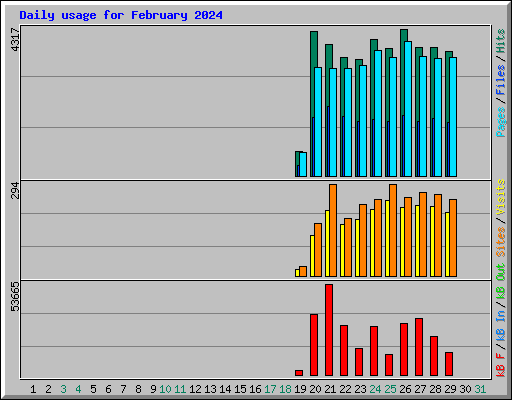 Daily usage for February 2024
4317
Pages/Files/Hits
294
Sites/Visits
53665
kB F/kB In/kB Out
1 2 3 4 5 6 7 8 9 10 11 12 13 14 15 16 17 18 19 20 21 22 23 24 25 26 27 28 29 30 31